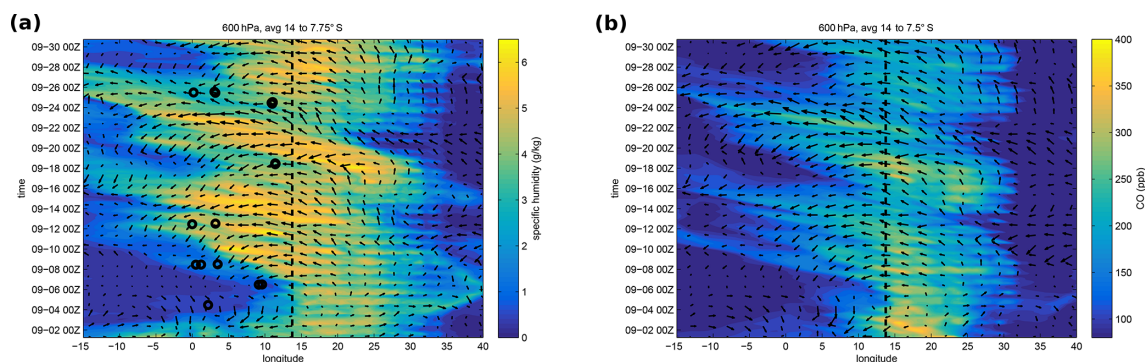 (a)
600 hPa, avg 14 to 7.75° S
09-30 00Z
09-28 00Z
09-26 00Z
09-24 00Z
09-22 00Z
09-20 00Z
09-18 00Z
09-16 00Z
09-14 00Z
09-12 00Z
09-10 00Z
09-08 00Z
09-06 00Z
09-04 00Z
09-02 00Z
time
−15 −10 −5 0 5 10 15 20 25 30 35 40
longitude
6
5
4
3
2
1
0
specific humidity (g/kg)
(b)
600 hPa, avg 14 to 7.5° S
09-30 00Z
09-28 00Z
09-26 00Z
09-24 00Z
09-22 00Z
09-20 00Z
09-18 00Z
09-16 00Z
09-14 00Z
09-12 00Z
09-10 00Z
09-08 00Z
09-06 00Z
09-04 00Z
09-02 00Z
time
−15 −10 −5 0 5 10 15 20 25 30 35 40
longitude
400
350
300
250
200
150
100
CO (ppb)